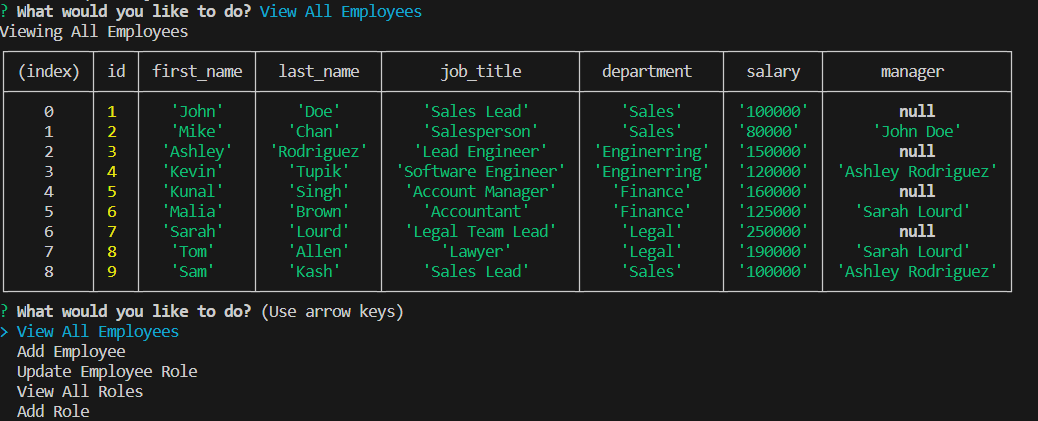 ? What would you like to do? View All Employees
Viewing All Employees
(index) id first_name last_name job_title department salary manager
0 1 'John' 'Doe' 'Sales Lead' 'Sales' '100000' null
1 2 'Mike' 'Chan' 'Salesperson' 'Sales' '80000' 'John Doe'
2 3 'Ashley' 'Rodriguez' 'Lead Engineer' 'Enginerring' '150000' null
3 4 'Kevin' 'Tupik' 'Software Engineer' 'Enginerring' '120000' 'Ashley Rodriguez'
4 5 'Kunal' 'Singh' 'Account Manager' 'Finance' '160000' null
5 6 'Malia' 'Brown' 'Accountant' 'Finance' '125000' 'Sarah Lourd'
6 7 'Sarah' 'Lourd' 'Legal Team Lead' 'Legal' '250000' null
7 8 'Tom' 'Allen' 'Lawyer' 'Legal' '190000' 'Sarah Lourd'
8 9 'Sam' 'Kash' 'Sales Lead' 'Sales' '100000' 'Ashley Rodriguez'
? What would you like to do? (Use arrow keys)
> View All Employees
Add Employee
Update Employee Role
View All Roles
Add Role